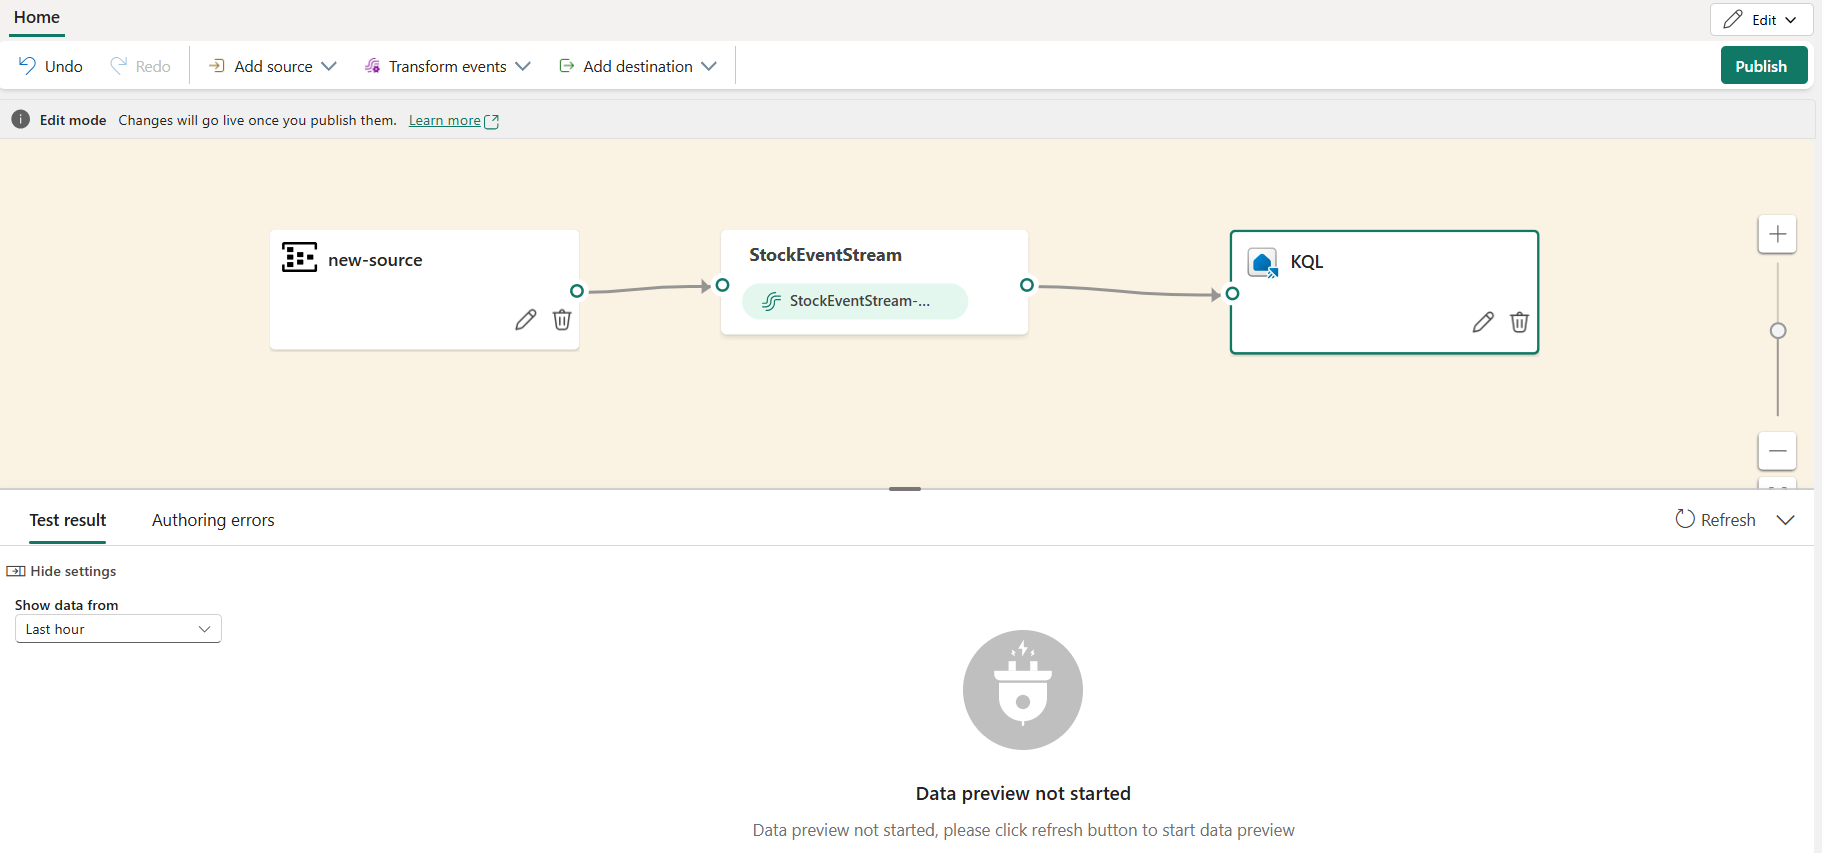 Home
Edit
Undo
Redo
Add source
Transform events
Add destination
Publish
Edit mode Changes will go live once you publish them. Learn more
new-source
StockEventStream
StockEventStream-...
KQL
Test result
Authoring errors
Refresh
Hide settings
Show data from
Last hour
Data preview not started
Data preview not started, please click refresh button to start data preview